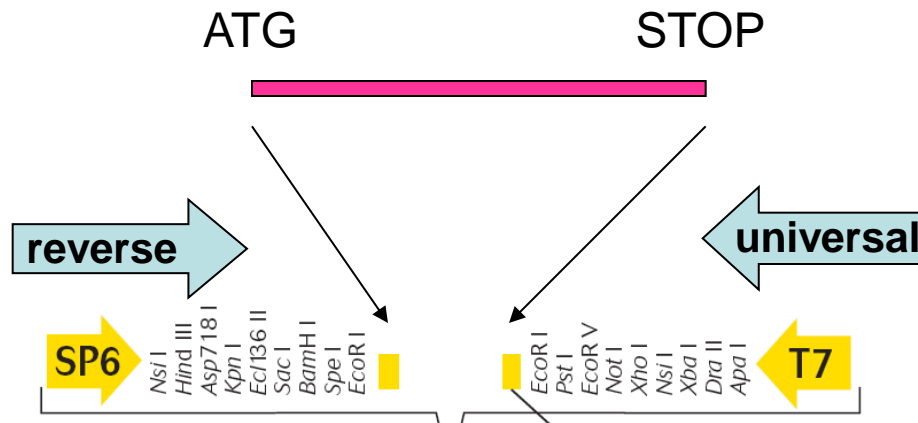 ATG STOP
reverse universal
SP6 Nsi I Hind III Asp718 I Kpn I Ecl136 II Sac I BamH I Spe I EcoR I EcoR I Pst I EcoR V Not I Xho I Nsi I Xba I Dra II Apa I T7